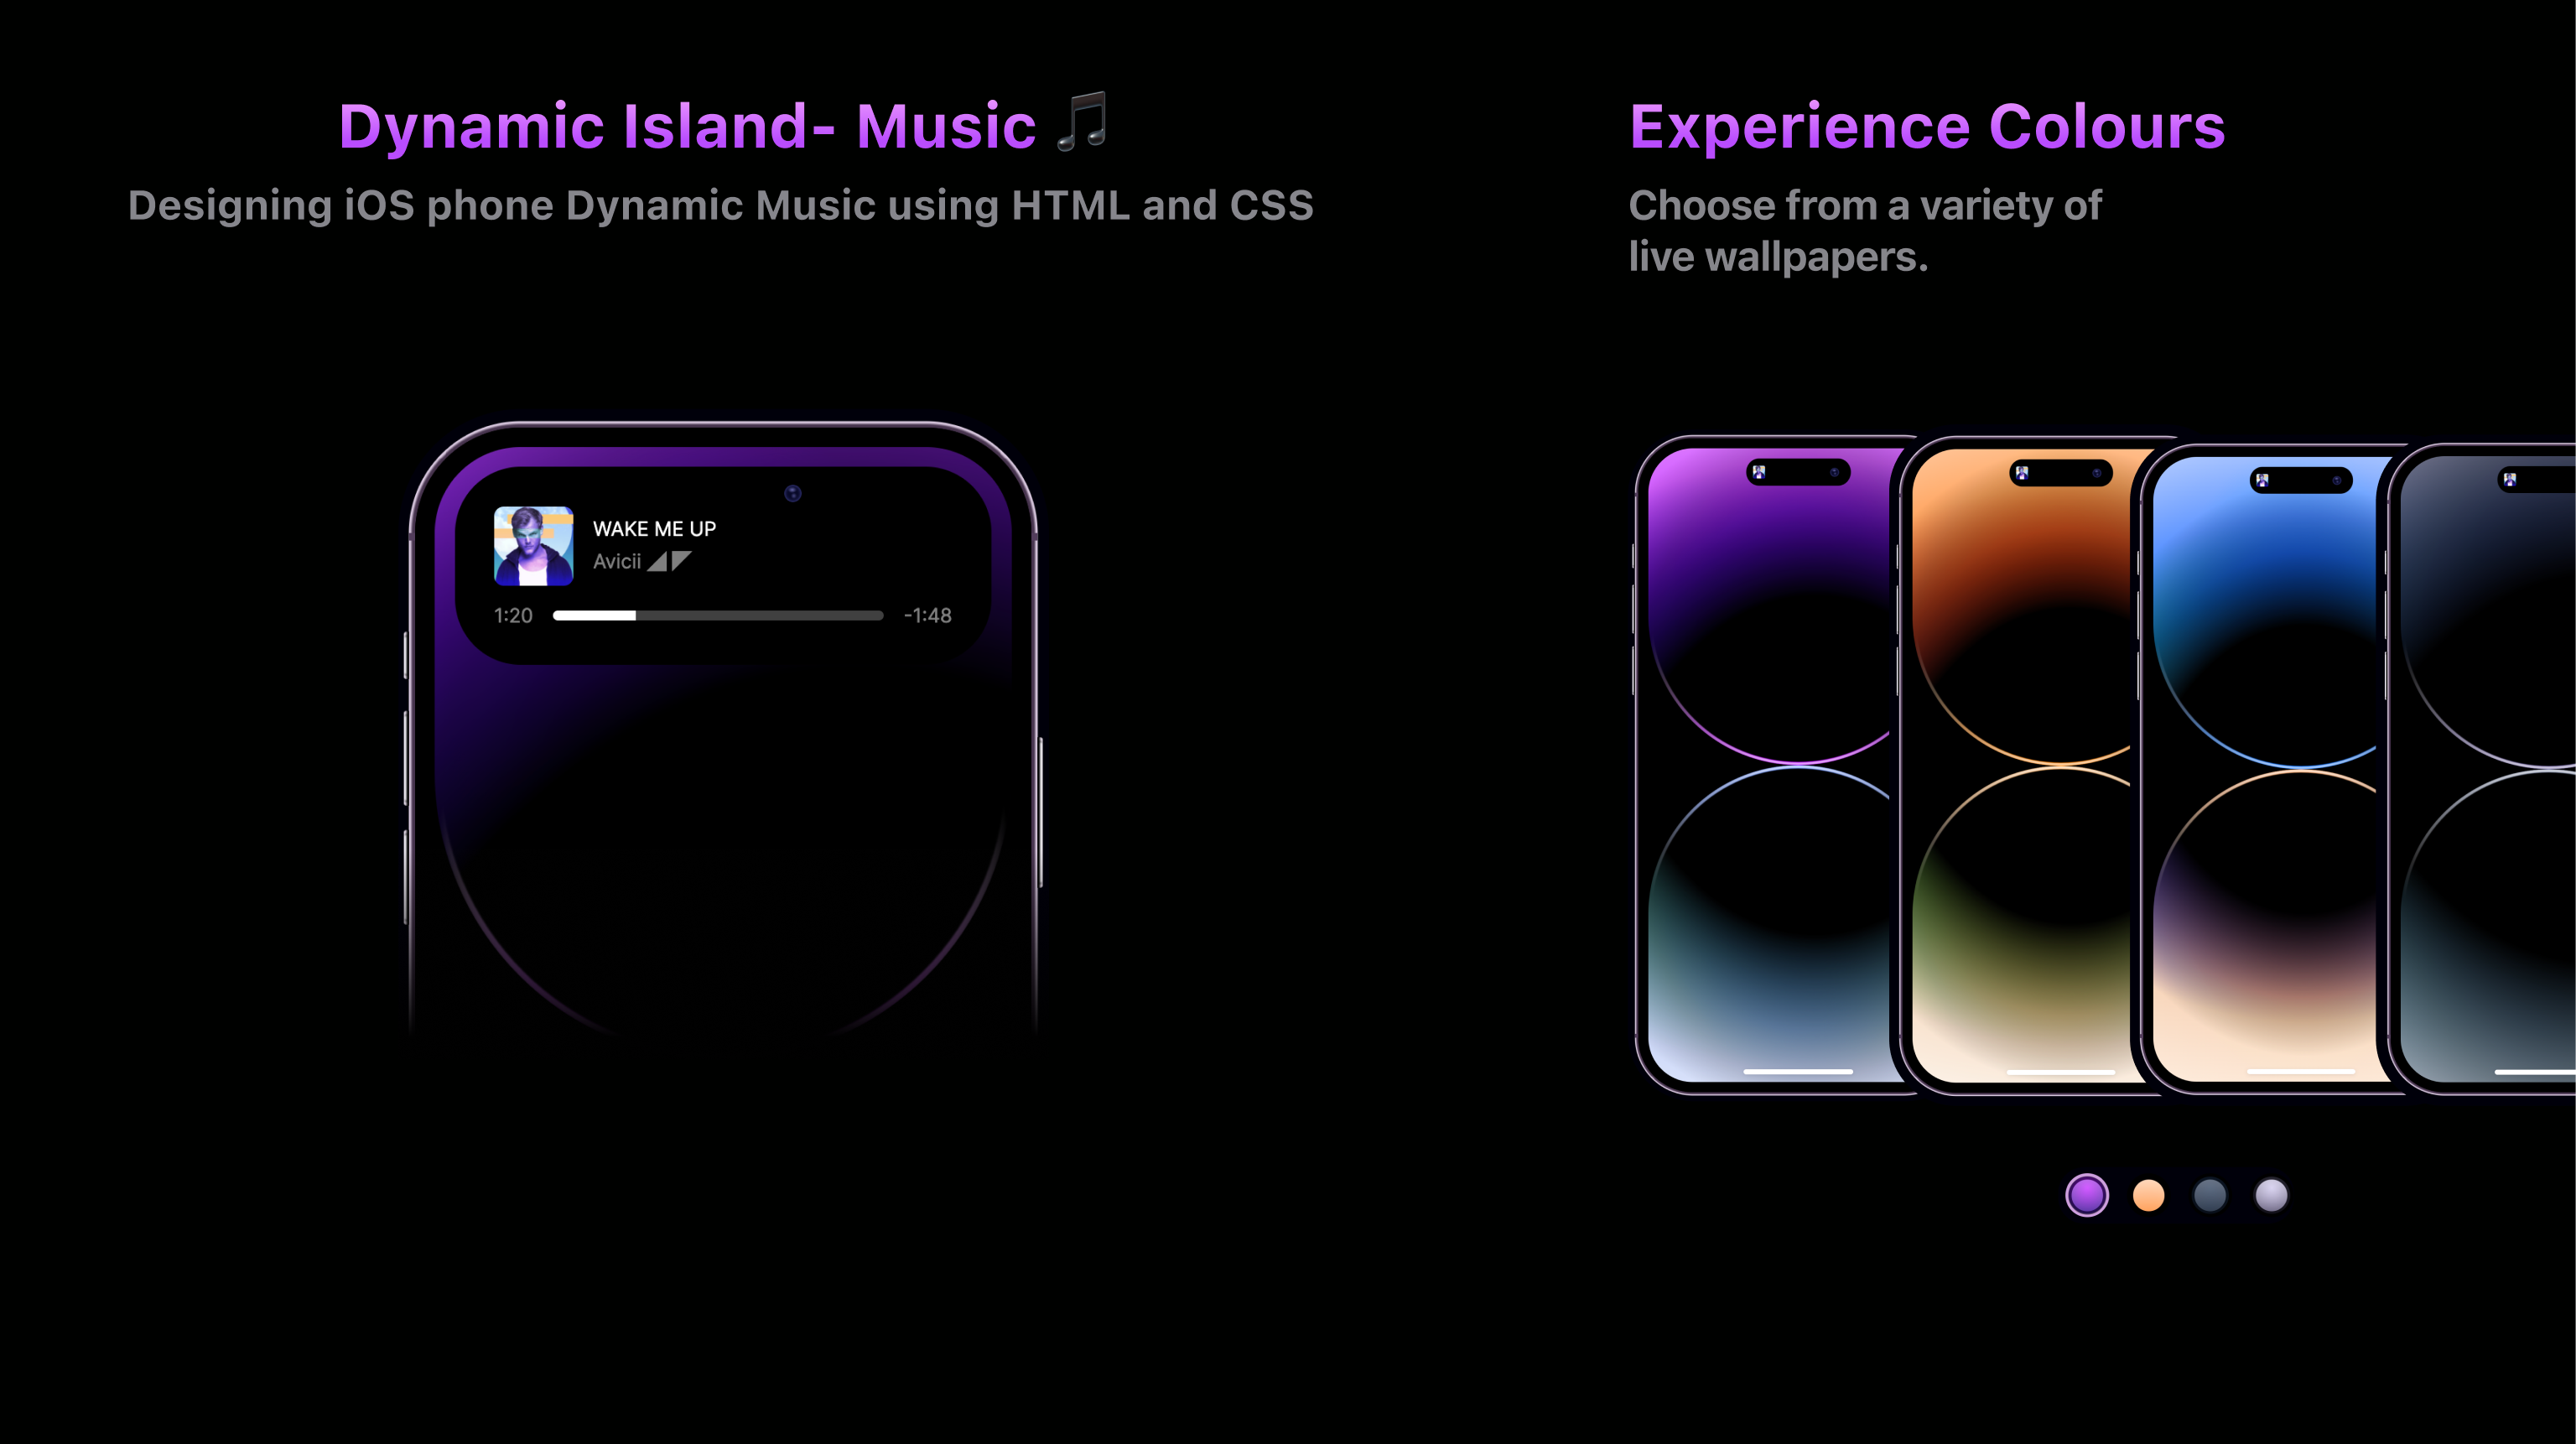 Dynamic Island- Music 🎵
Designing iOS phone Dynamic Music using HTML and CSS
WAKE ME UP
Avicii ◢◤
1:20
-1:48
Experience Colours
Choose from a variety of
live wallpapers.